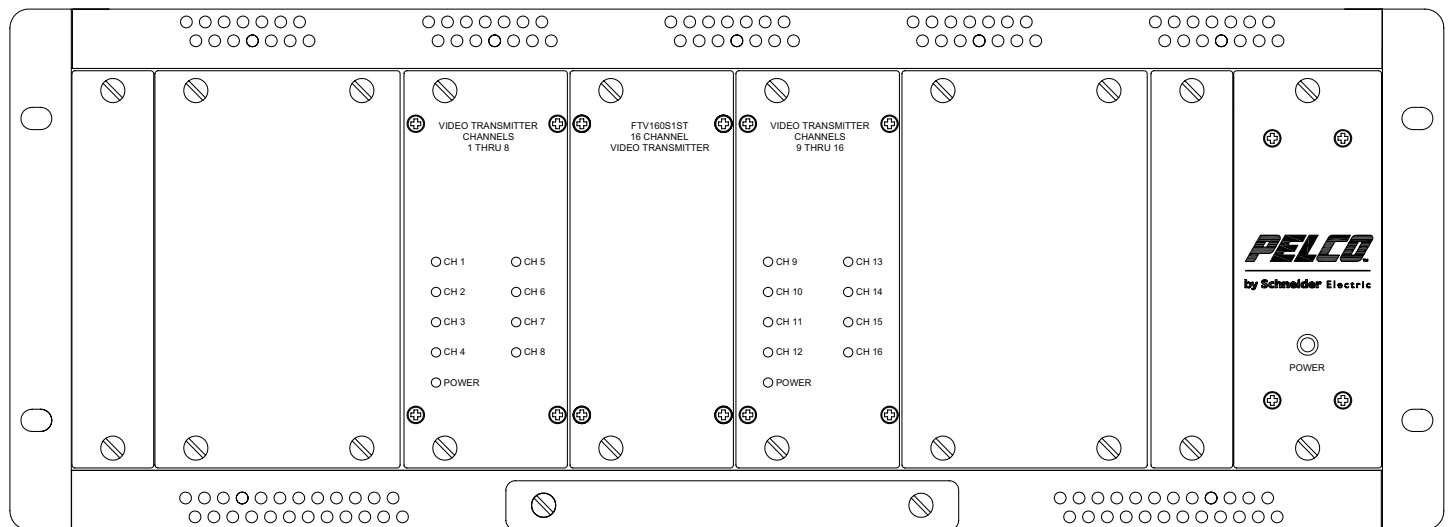 VIDEO TRANSMITTER
CHANNELS
1 THRU 8
CH 1
CH 5
CH 2
CH 6
CH 3
CH 7
CH 4
CH 8
POWER
FTV160S1ST
16 CHANNEL
VIDEO TRANSMITTER
VIDEO TRANSMITTER
CHANNELS
9 THRU 16
CH 9
CH 13
CH 10
CH 14
CH 11
CH 15
CH 12
CH 16
POWER
PELCO™
by Schneider Electric
POWER